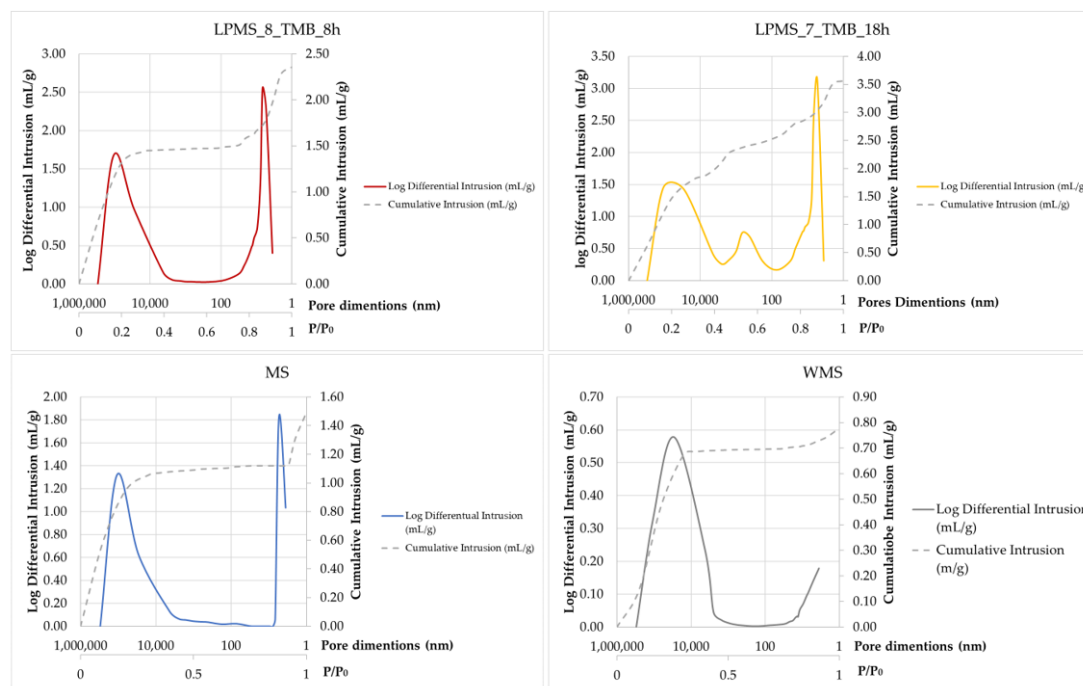 LPMS_8_TMB_8h
Log Differential Intrusion (mL/g)
3.00
2.50
2.00
1.50
1.00
0.50
0.00
2.50
2.00
1.50
1.00
0.50
0.00
Cumulative Intrusion (mL/g)
Log Differential Intrusion (mL/g)
Cumulative Intrusion (mL/g)
1,000,000 10,000 100 1 Pore dimentions (nm)
0 0.2 0.4 0.6 0.8 1 P/P0
LPMS_7_TMB_18h
log Differential Intrusion (mL/g)
3.50
3.00
2.50
2.00
1.50
1.00
0.50
0.00
4.00
3.50
3.00
2.50
2.00
1.50
1.00
0.50
0.00
Cumulative Intrusion (mL/g)
Log Differential Intrusion (mL/g)
Cumulative Intrusion (mL/g)
1,000,000 10,000 100 1 Pores Dimentions (nm)
0 0.2 0.4 0.6 0.8 1 P/P0
MS
Log Differential Intrusion (mL/g)
2.00
1.80
1.60
1.40
1.20
1.00
0.80
0.60
0.40
0.20
0.00
1.60
1.40
1.20
1.00
0.80
0.60
0.40
0.20
0.00
Cumulative Intrusion (mL/g)
Log Differentual Intrusion
(mL/g)
Cumulative Intrusion (mL/g)
1,000,000 10,000 100 1 Pore dimentions (nm)
0 0.5 1 P/P0
WMS
Log Differential Intrusion (mL/g)
0.70
0.60
0.50
0.40
0.30
0.20
0.10
0.00
0.90
0.80
0.70
0.60
0.50
0.40
0.30
0.20
0.10
0.00
Cumulatiobe Intrusion (mL/g)
Log Differential Intrusion
(mL/g)
Cumulative Intrusion
(m/g)
1,000,000 10,000 100 1 Pore dimentions (nm)
0 0.5 1 P/P0